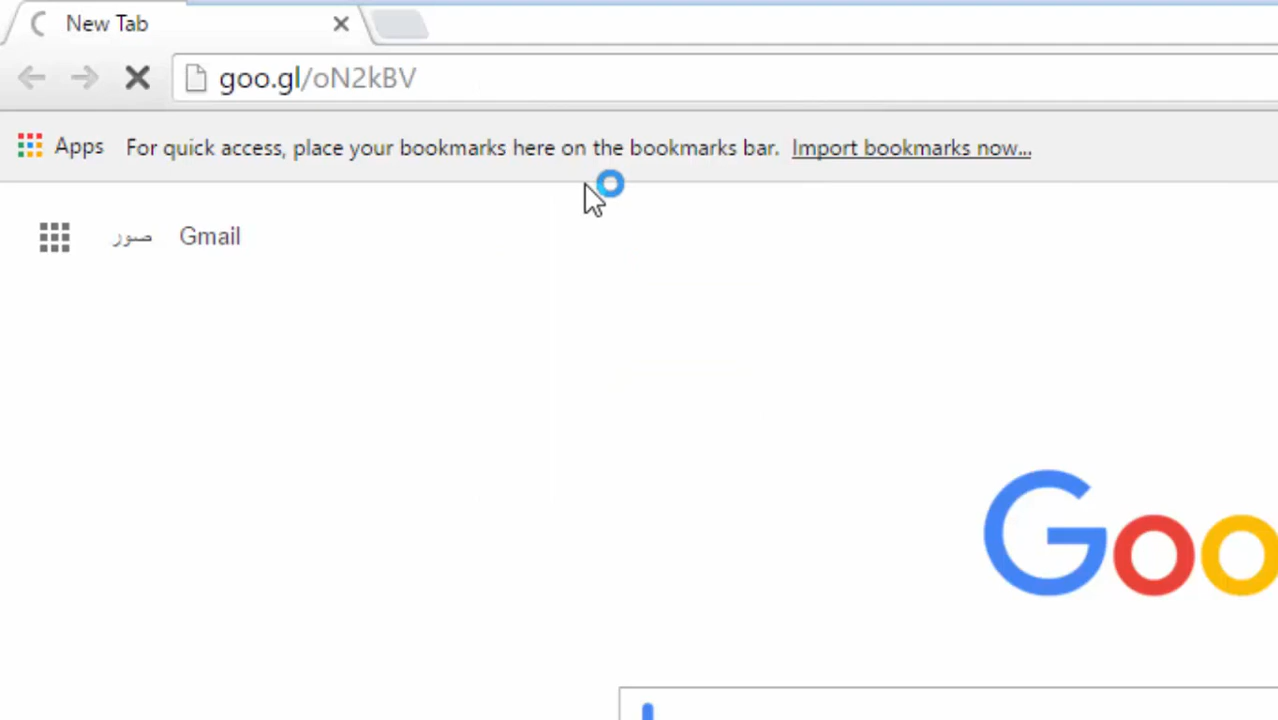 New Tab
goo.gl/oN2kBV
Apps For quick access, place your bookmarks here on the bookmarks bar. Import bookmarks now...
صور Gmail
Goo